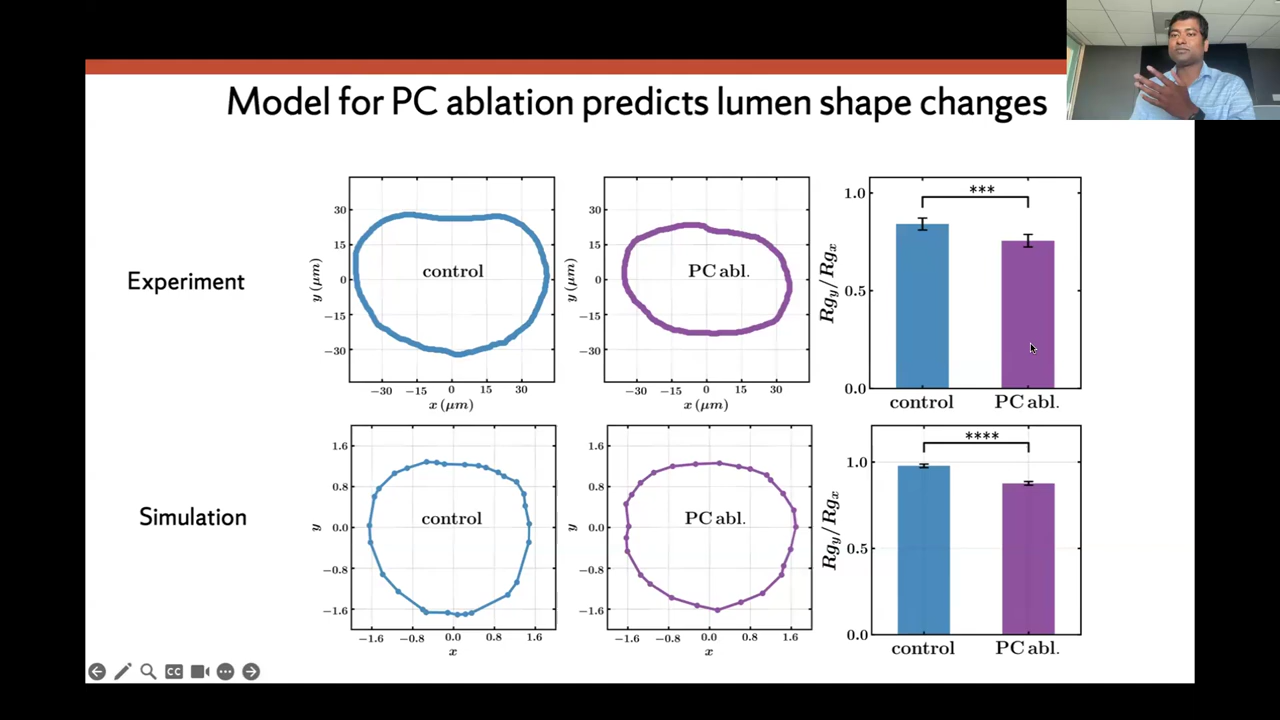 Model for PC ablation predicts lumen shape changes
Experiment
y (μm)
30
15
0
−15
−30
control
−30 −15 0 15 30
x (μm)
y (μm)
30
15
0
−15
−30
PC abl.
−30 −15 0 15 30
x (μm)
Rgy/Rgx
1.0
0.5
0.0
***
control PC abl.
Simulation
y
1.6
0.8
0.0
−0.8
−1.6
control
−1.6 −0.8 0.0 0.8 1.6
x
y
1.6
0.8
0.0
−0.8
−1.6
PC abl.
−1.6 −0.8 0.0 0.8 1.6
x
Rgy/Rgx
1.0
0.5
0.0
****
control PC abl.
CC